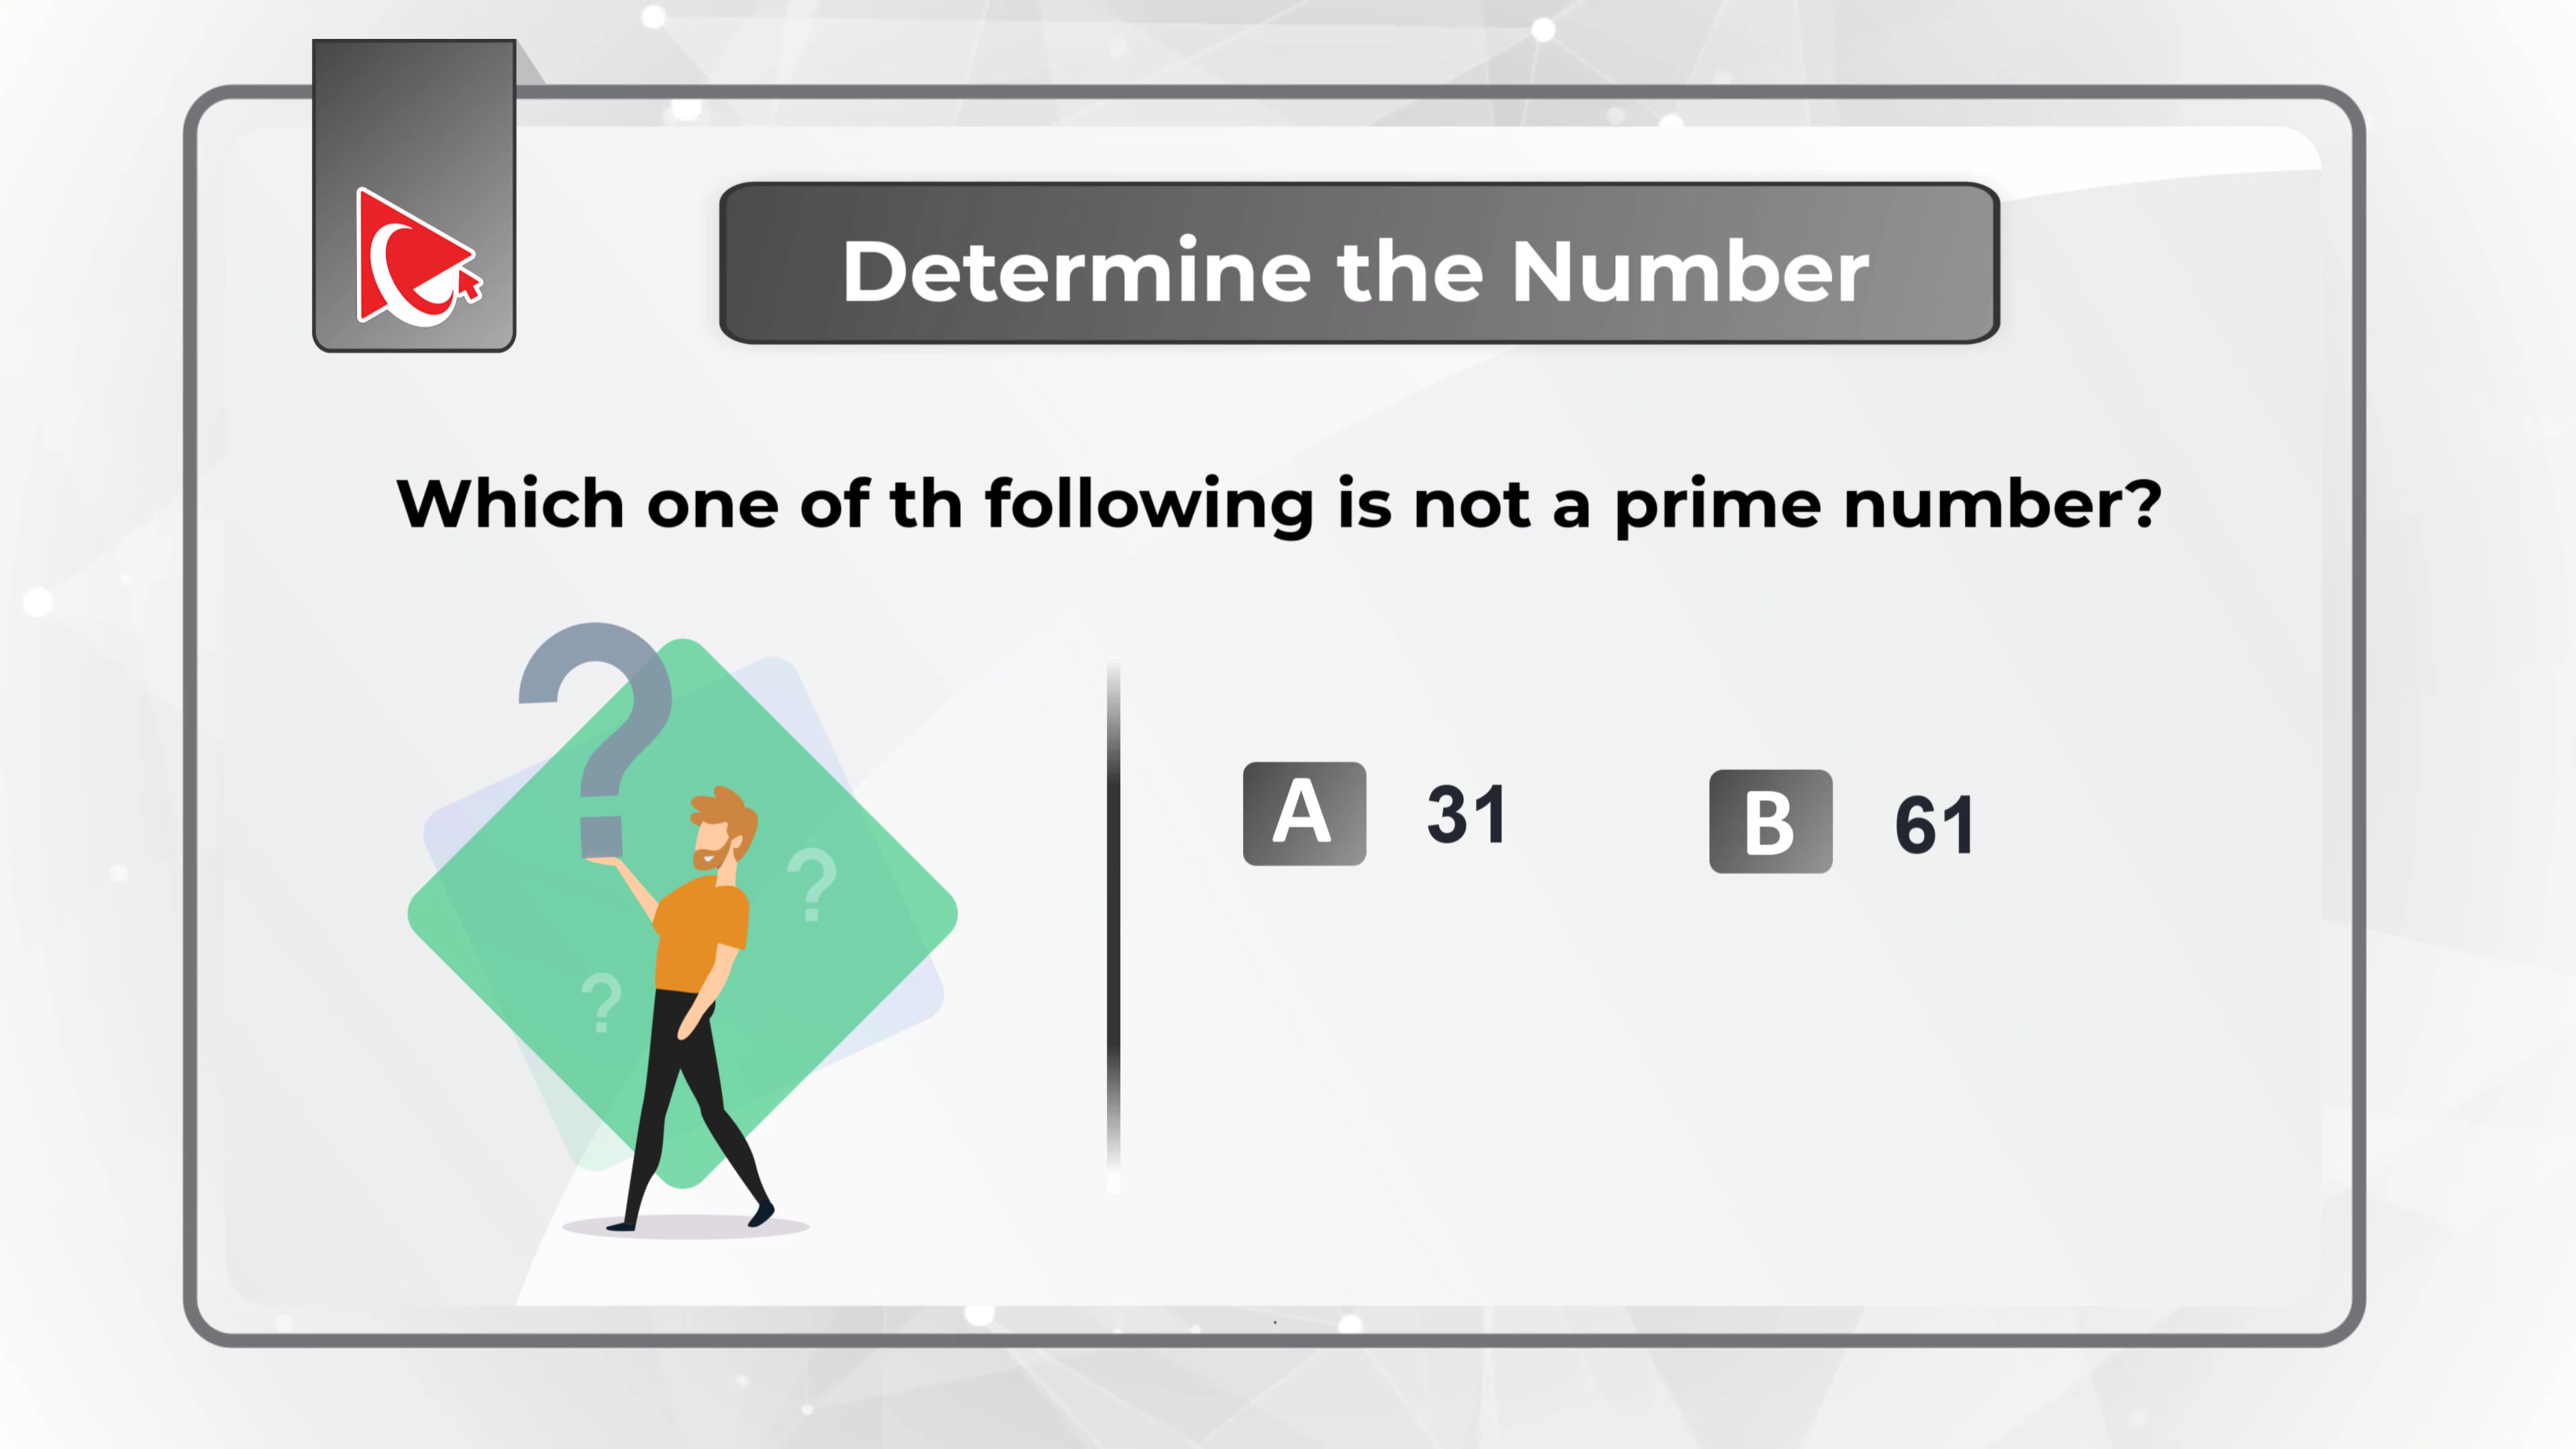 Determine the Number
Which one of th following is not a prime number?
?
?
?
A 31
B 61